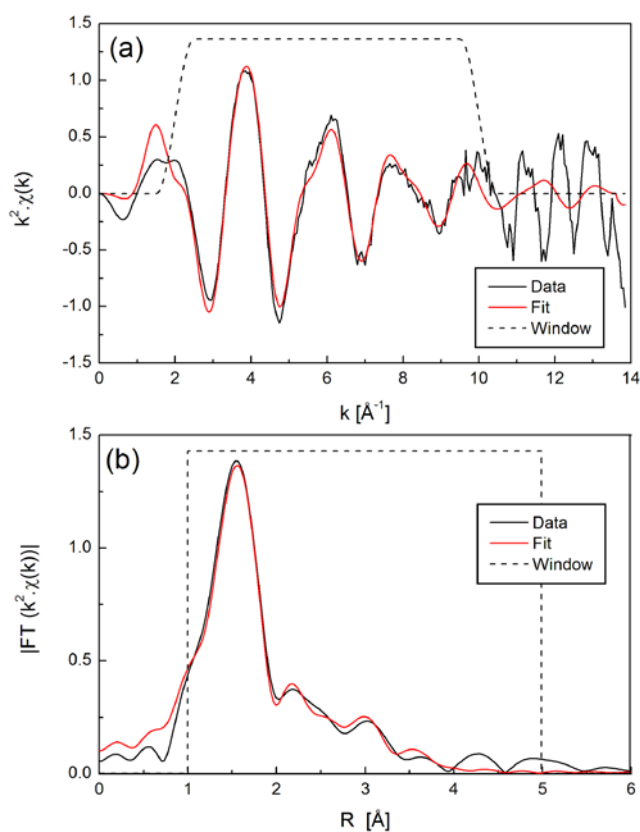 (a)
1.5
1.0
0.5
0.0
-0.5
-1.0
-1.5
k².χ(k)
Data
Fit
Window
0 2 4 6 8 10 12 14
k [Å⁻¹]
(b)
1.5
1.0
0.5
0.0
|FT (k².χ(k))|
Data
Fit
Window
0 1 2 3 4 5 6
R [Å]